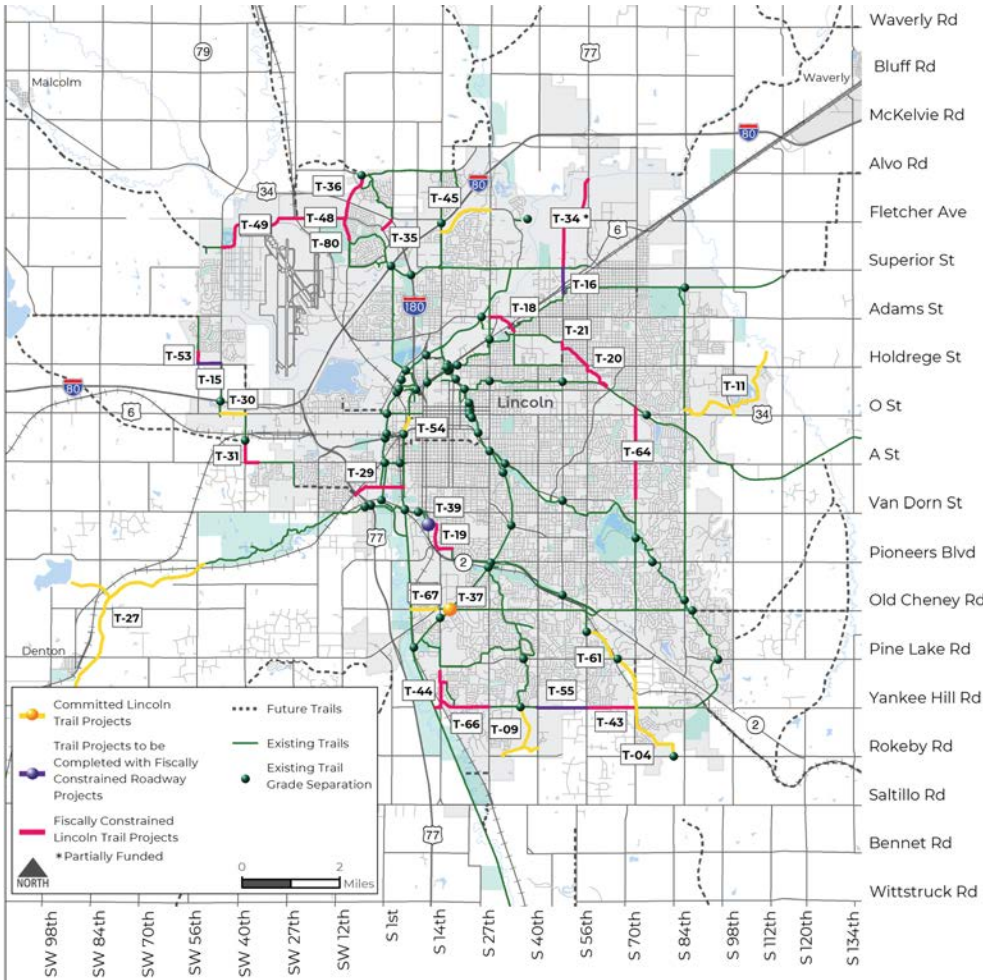 Waverly Rd
77
79
Malcolm
Bluff Rd
Waverly
McKelvie Rd
80
Alvo Rd
T-36
34
T-45
80
T-48
T-34 *
Fletcher Ave
T-49
T-35
T-80
6
Superior St
T-16
180
T-18
Adams St
T-21
T-53
T-20
Holdrege St
T-15
T-11
80
T-30
Lincoln
34
6
O St
T-54
T-64
T-31
A St
T-29
Van Dorn St
T-39
T-19
77
Pioneers Blvd
2
T-67
T-37
Old Cheney Rd
T-27
Denton
T-61
Pine Lake Rd
T-44
T-55
Yankee Hill Rd
T-66
T-09
T-43
2
Rokeby Rd
T-04
Saltillo Rd
77
Bennet Rd
Wittstruck Rd
Committed Lincoln
Trail Projects
Trail Projects to be
Completed with Fiscally
Constrained Roadway
Projects
Fiscally Constrained
Lincoln Trail Projects
*Partially Funded
NORTH
Future Trails
Existing Trails
Existing Trail
Grade Separation
0 2
Miles
SW 98th
SW 84th
SW 70th
SW 56th
SW 40th
SW 27th
SW 12th
S 1st
S 14th
S 27th
S 40th
S 56th
S 70th
S 84th
S 98th
S 112th
S 120th
S 134th